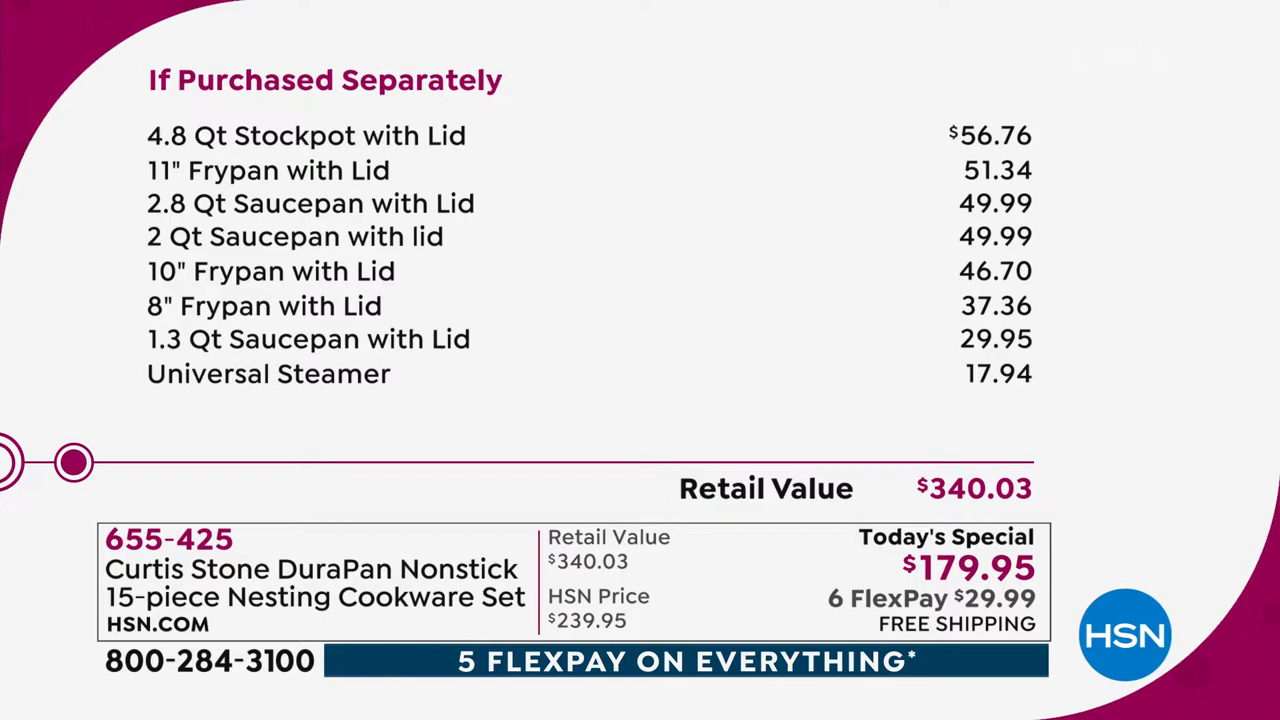 If Purchased Separately
4.8 Qt Stockpot with Lid $56.76
11" Frypan with Lid 51.34
2.8 Qt Saucepan with Lid 49.99
2 Qt Saucepan with lid 49.99
10" Frypan with Lid 46.70
8" Frypan with Lid 37.36
1.3 Qt Saucepan with Lid 29.95
Universal Steamer 17.94
Retail Value $340.03
655-425
Curtis Stone DuraPan Nonstick
15-piece Nesting Cookware Set
HSN.COM
Retail Value
$340.03
HSN Price
$239.95
Today's Special
$179.95
6 FlexPay $29.99
FREE SHIPPING
HSN
800-284-3100
5 FLEXPAY ON EVERYTHING*